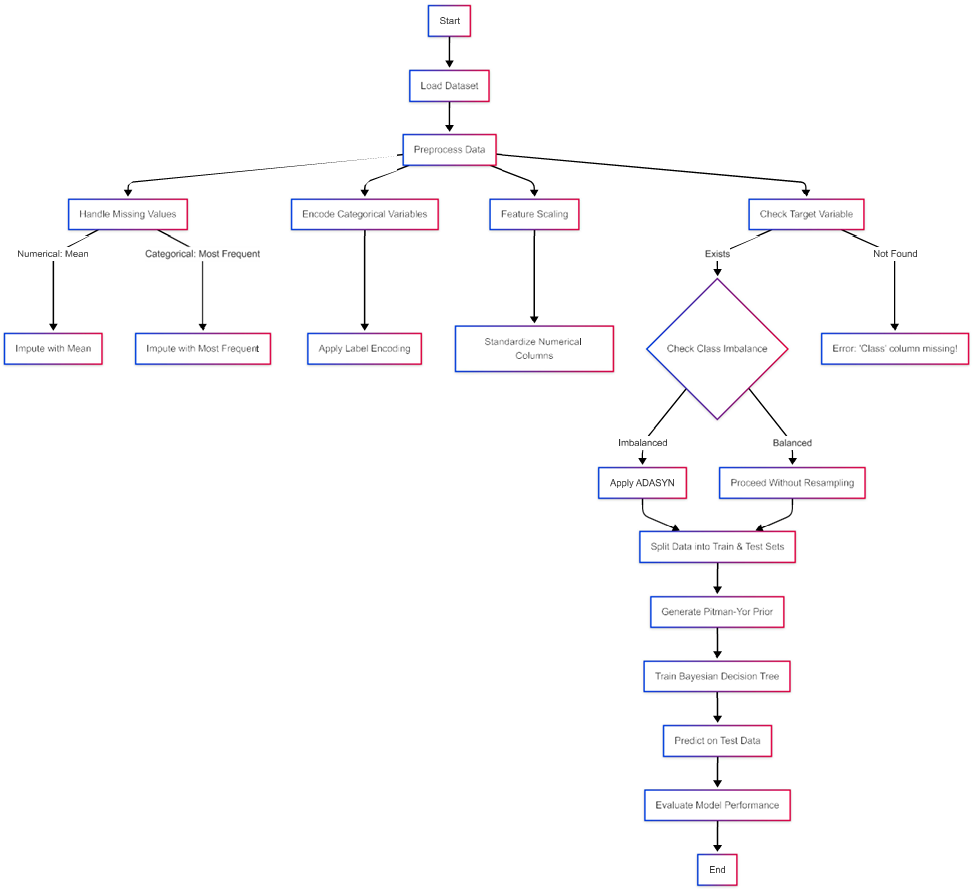 Start
Load Dataset
Preprocess Data
Handle Missing Values
Encode Categorical Variables
Feature Scaling
Check Target Variable
Numerical: Mean
Categorical: Most Frequent
Exists
Not Found
Impute with Mean
Impute with Most Frequent
Apply Label Encoding
Standardize Numerical
Columns
Check Class Imbalance
Error: 'Class' column missing!
Imbalanced
Balanced
Apply ADASYN
Proceed Without Resampling
Split Data into Train & Test Sets
Generate Pitman-Yor Prior
Train Bayesian Decision Tree
Predict on Test Data
Evaluate Model Performance
End